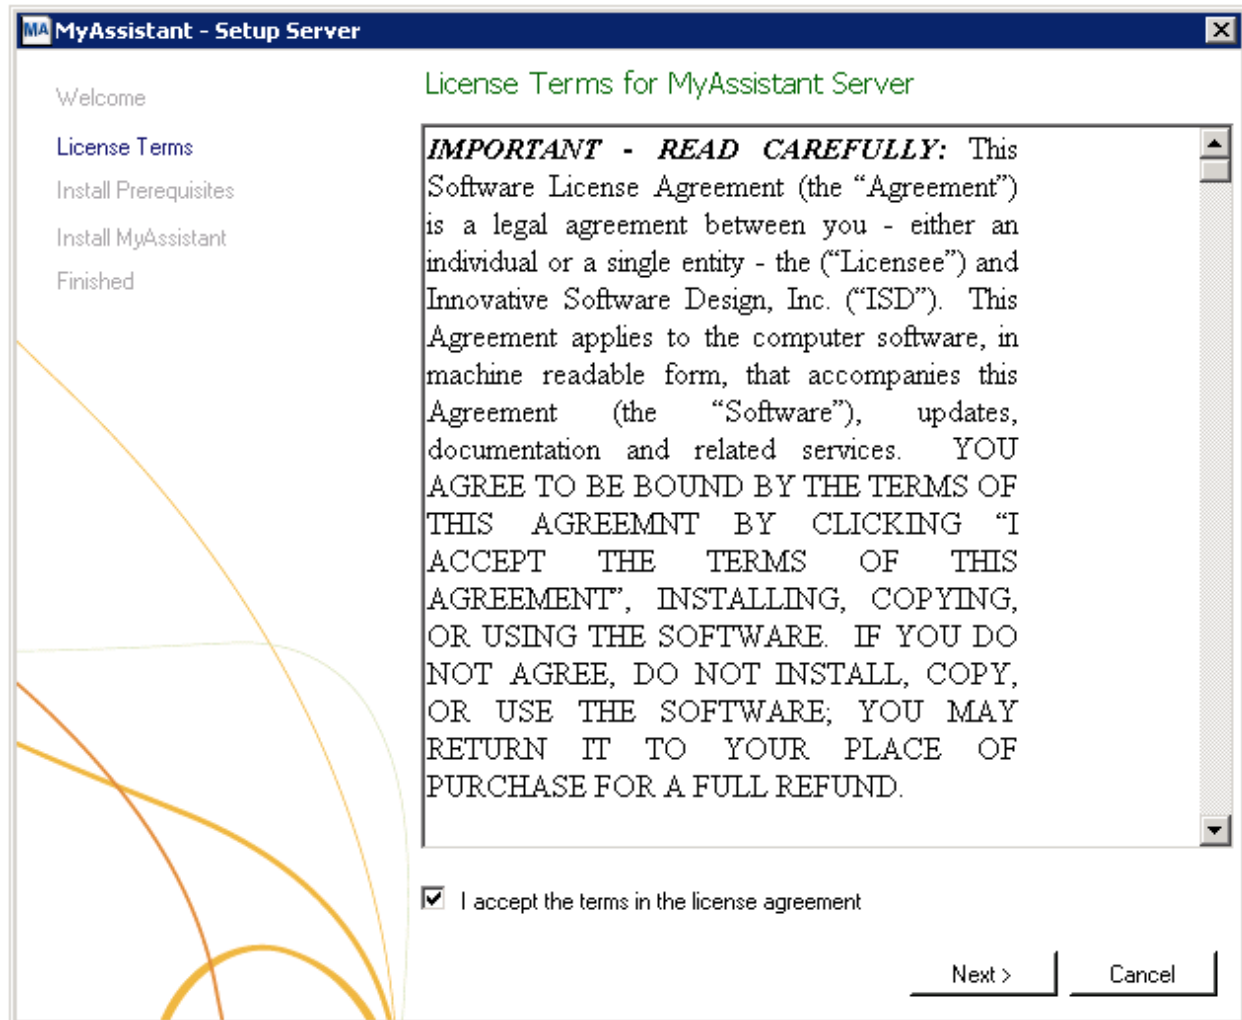 MA MyAssistant - Setup Server
Welcome
License Terms
Install Prerequisites
Install MyAssistant
Finished
License Terms for MyAssistant Server
IMPORTANT - READ CAREFULLY: This
Software License Agreement (the “Agreement”)
is a legal agreement between you - either an
individual or a single entity - the (“Licensee”) and
Innovative Software Design, Inc. (“ISD”). This
Agreement applies to the computer software, in
machine readable form, that accompanies this
Agreement (the “Software”), updates,
documentation and related services. YOU
AGREE TO BE BOUND BY THE TERMS OF
THIS AGREEMNT BY CLICKING “I
ACCEPT THE TERMS OF THIS
AGREEMENT”, INSTALLING, COPYING,
OR USING THE SOFTWARE. IF YOU DO
NOT AGREE, DO NOT INSTALL, COPY,
OR USE THE SOFTWARE; YOU MAY
RETURN IT TO YOUR PLACE OF
PURCHASE FOR A FULL REFUND.
I accept the terms in the license agreement
Next >
Cancel